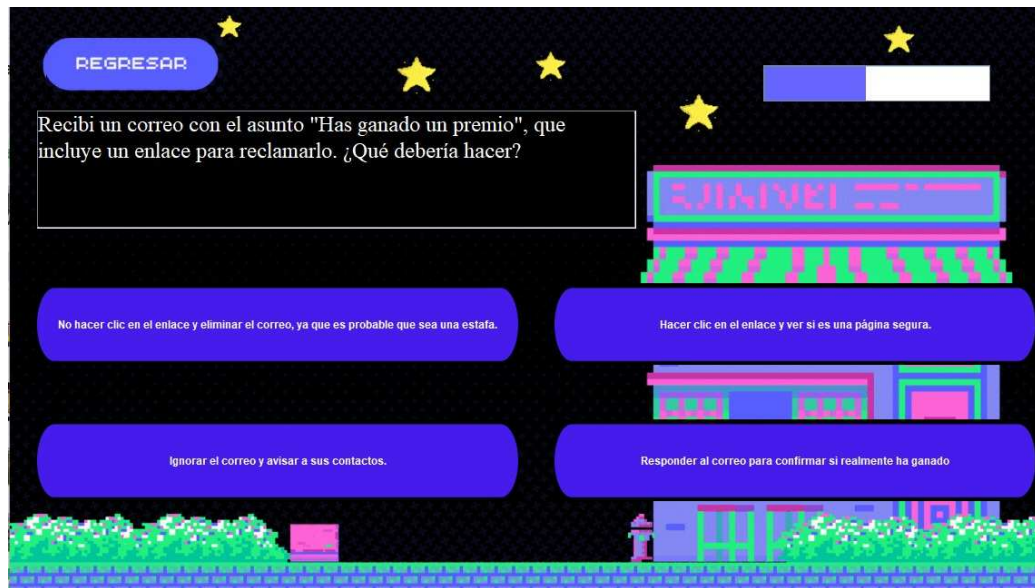 REGRESAR
Recibi un correo con el asunto "Has ganado un premio", que
incluye un enlace para reclamarlo. ¿Qué debería hacer?
No hacer clic en el enlace y eliminar el correo, ya que es probable que sea una estafa.
Hacer clic en el enlace y ver si es una página segura.
Ignorar el correo y avisar a sus contactos.
Responder al correo para confirmar si realmente ha ganado